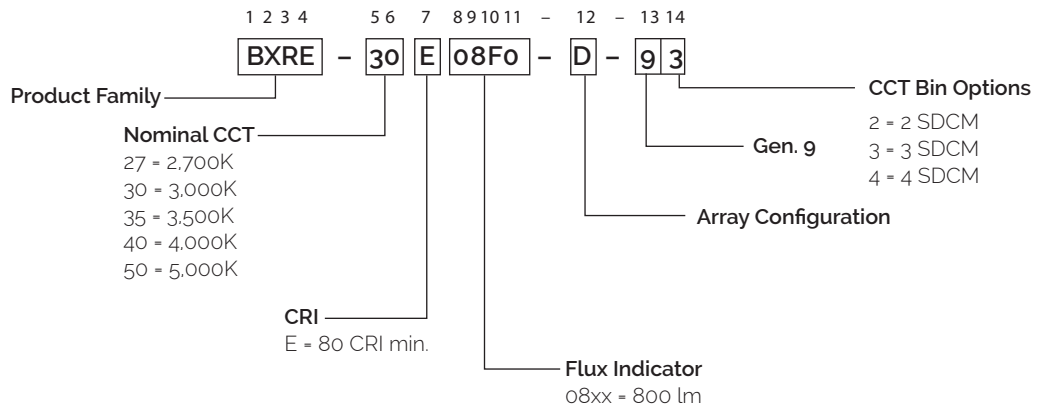 1 2 3 4 5 6 7 8 9 10 11 – 12 – 13 14
BXRE – 30 E 08F0 – D – 9 3
Product Family
CCT Bin Options
2 = 2 SDCM
3 = 3 SDCM
4 = 4 SDCM
Nominal CCT
27 = 2,700K
30 = 3,000K
35 = 3,500K
40 = 4,000K
50 = 5,000K
Gen. 9
Array Configuration
CRI
E = 80 CRI min.
Flux Indicator
08xx = 800 lm